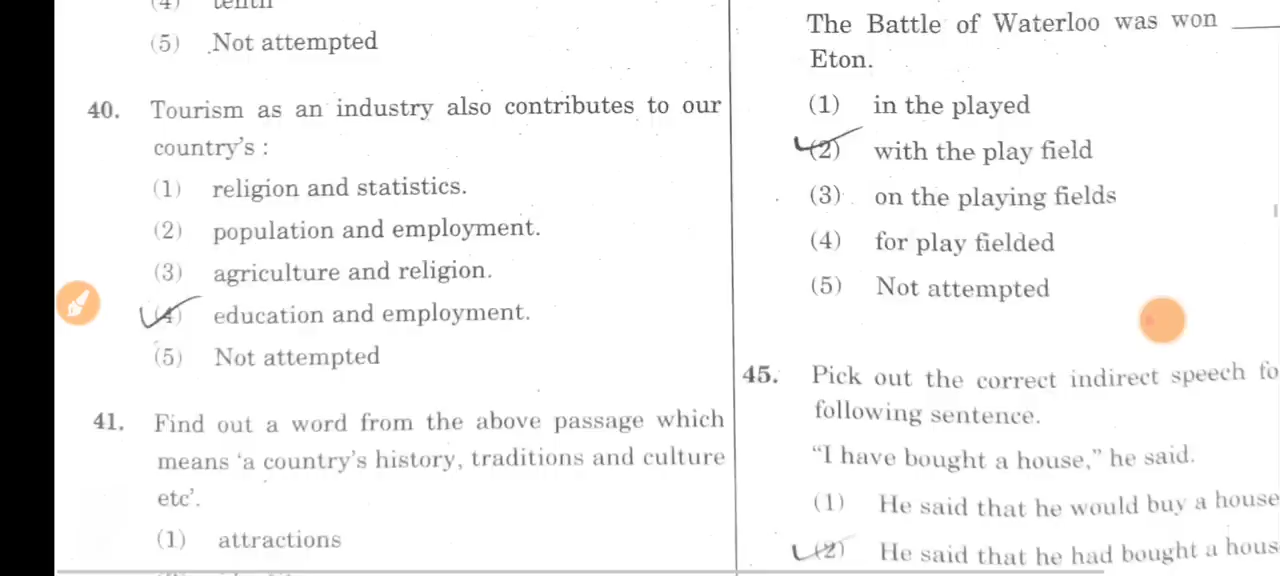 (4) tenth
(5) Not attempted
40. Tourism as an industry also contributes to our
country's :
(1) religion and statistics.
(2) population and employment.
(3) agriculture and religion.
(4) education and employment.
(5) Not attempted
41. Find out a word from the above passage which
means 'a country's history, traditions and culture
etc'.
(1) attractions
The Battle of Waterloo was won ____
Eton.
(1) in the played
(2) with the play field
(3) on the playing fields
(4) for play fielded
(5) Not attempted
45. Pick out the correct indirect speech fo
following sentence.
"I have bought a house," he said.
(1) He said that he would buy a house
(2) He said that he had bought a hous